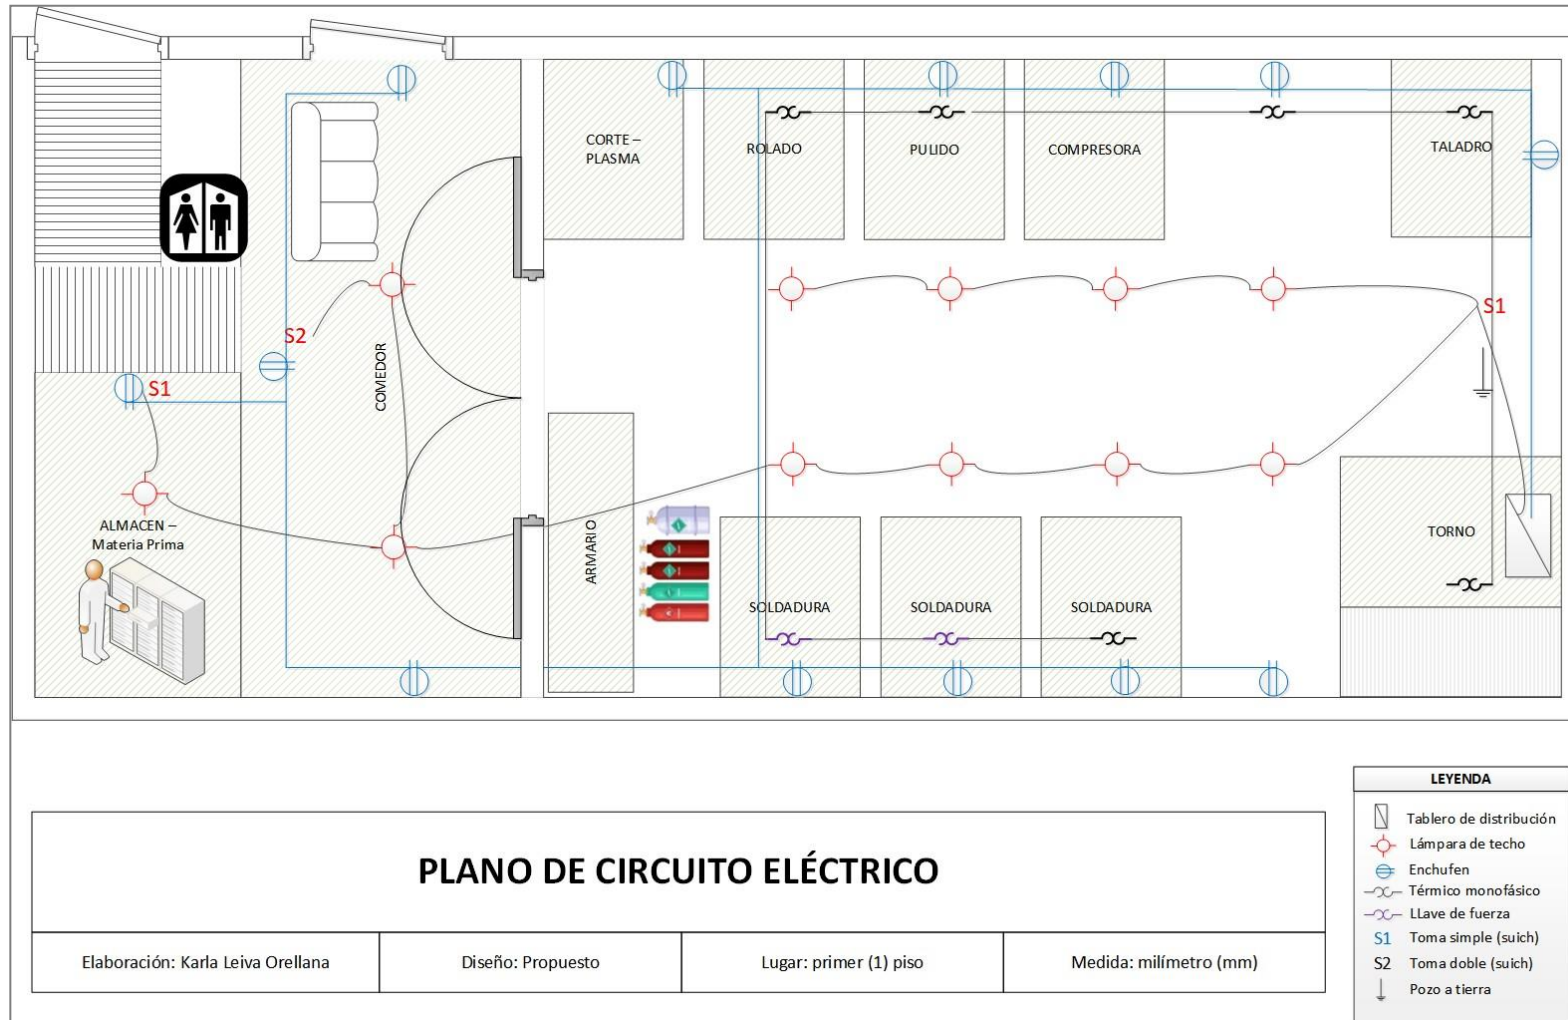 CORTE –
PLASMA
ROLADO
PULIDO
COMPRESORA
TALADRO
S2
S1
COMEDOR
S1
ALMACEN –
Materia Prima
ARMARIO
TORNO
SOLDADURA
SOLDADURA
SOLDADURA
PLANO DE CIRCUITO ELÉCTRICO
Elaboración: Karla Leiva Orellana
Diseño: Propuesto
Lugar: primer (1) piso
Medida: milímetro (mm)
LEYENDA
Tablero de distribución
Lámpara de techo
Enchufen
Térmico monofásico
LLave de fuerza
S1 Toma simple (suich)
S2 Toma doble (suich)
Pozo a tierra